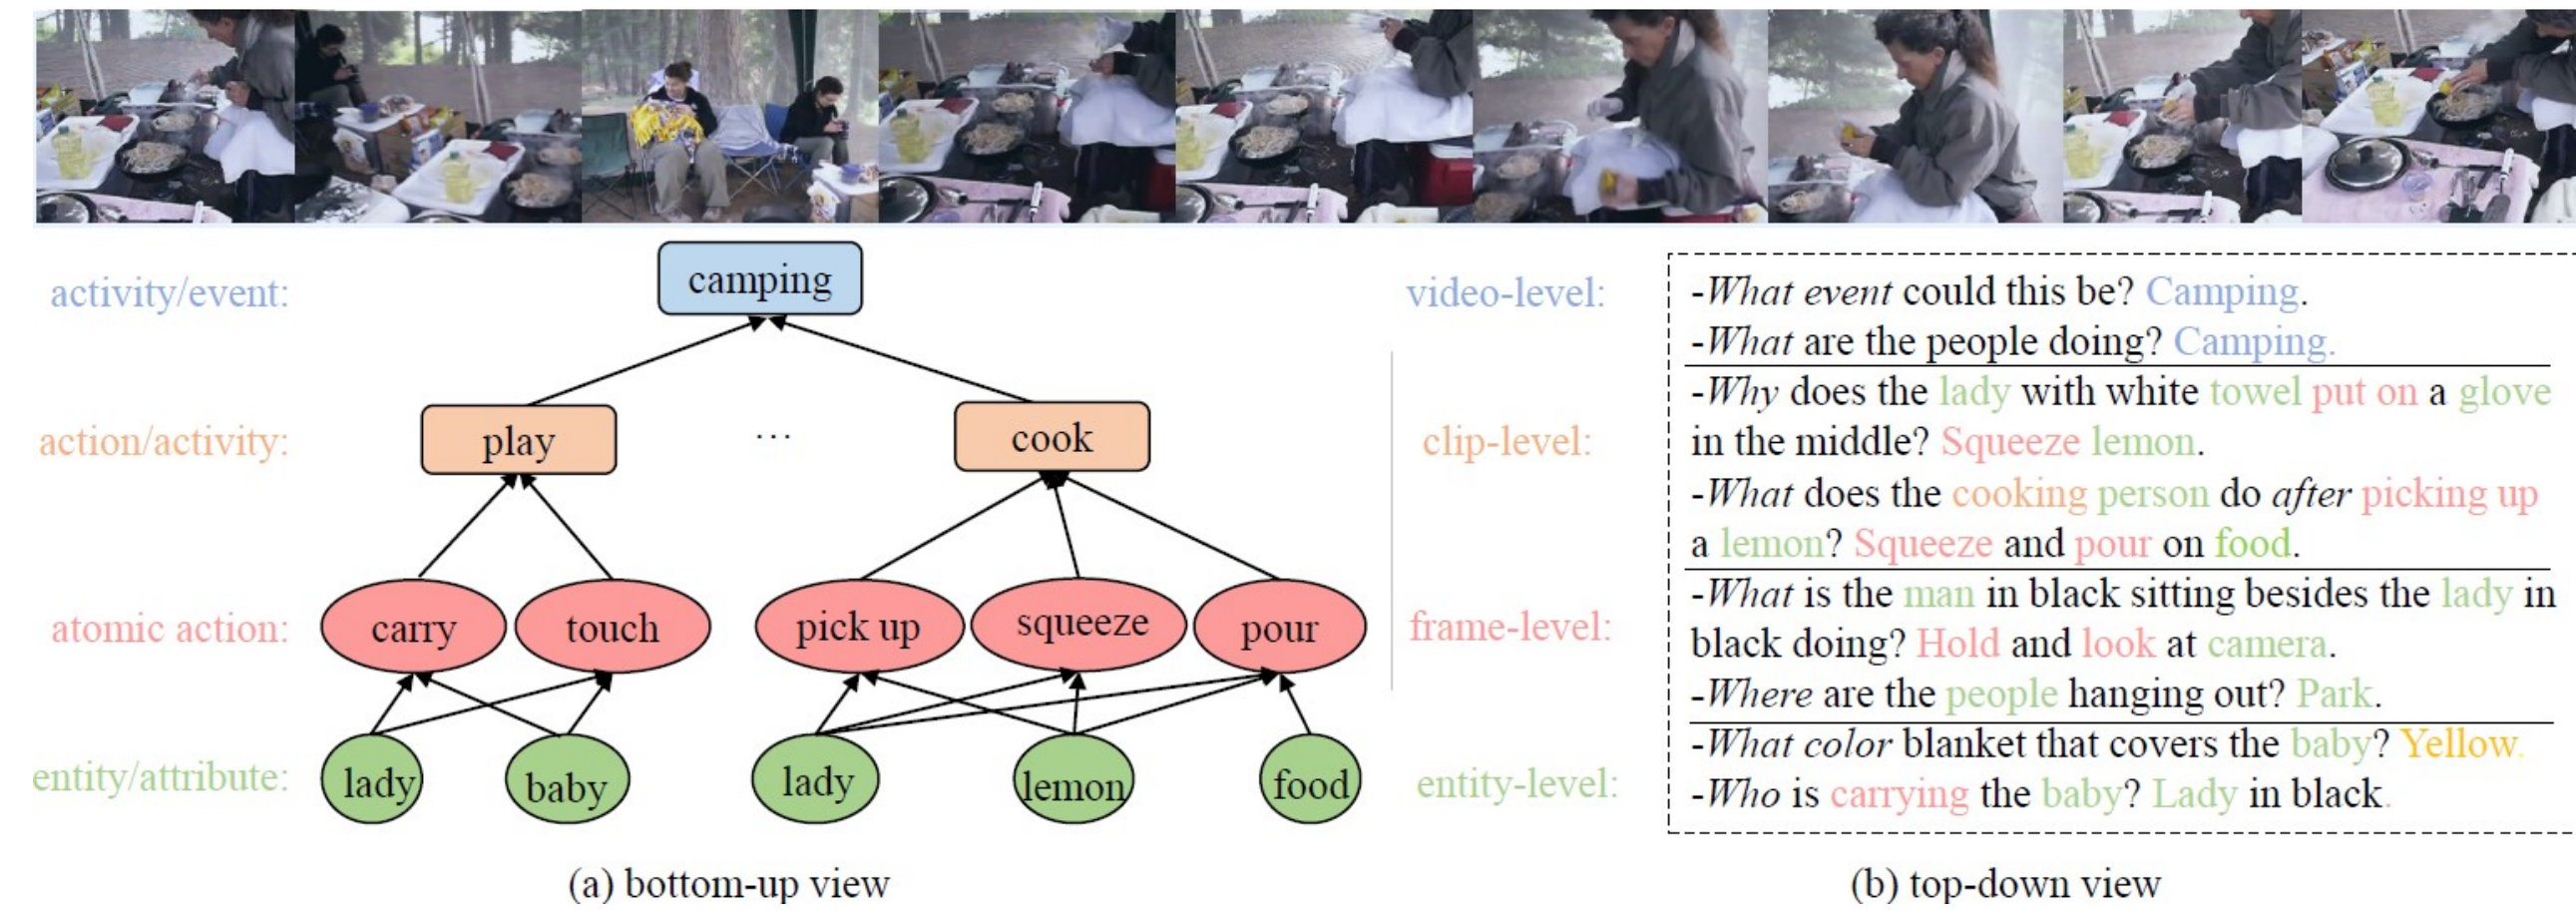 activity/event:
camping
action/activity:
play
...
cook
atomic action:
carry
touch
pick up
squeeze
pour
entity/attribute:
lady
baby
lady
lemon
food
(a) bottom-up view
video-level:
-What event could this be? Camping.
-What are the people doing? Camping.
clip-level:
-Why does the lady with white towel put on a glove
in the middle? Squeeze lemon.
-What does the cooking person do after picking up
a lemon? Squeeze and pour on food.
frame-level:
-What is the man in black sitting besides the lady in
black doing? Hold and look at camera.
-Where are the people hanging out? Park.
entity-level:
-What color blanket that covers the baby? Yellow.
-Who is carrying the baby? Lady in black.
(b) top-down view